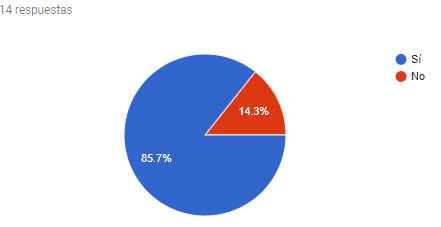 14 respuestas
Sí
No
14.3%
85.7%